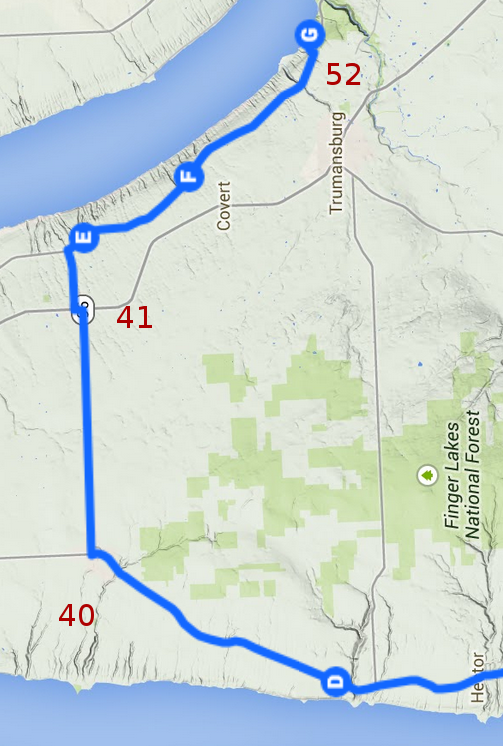 G
52
Trumansburg
F
Covert
E
41
Finger Lakes
National Forest
40
D
Hector